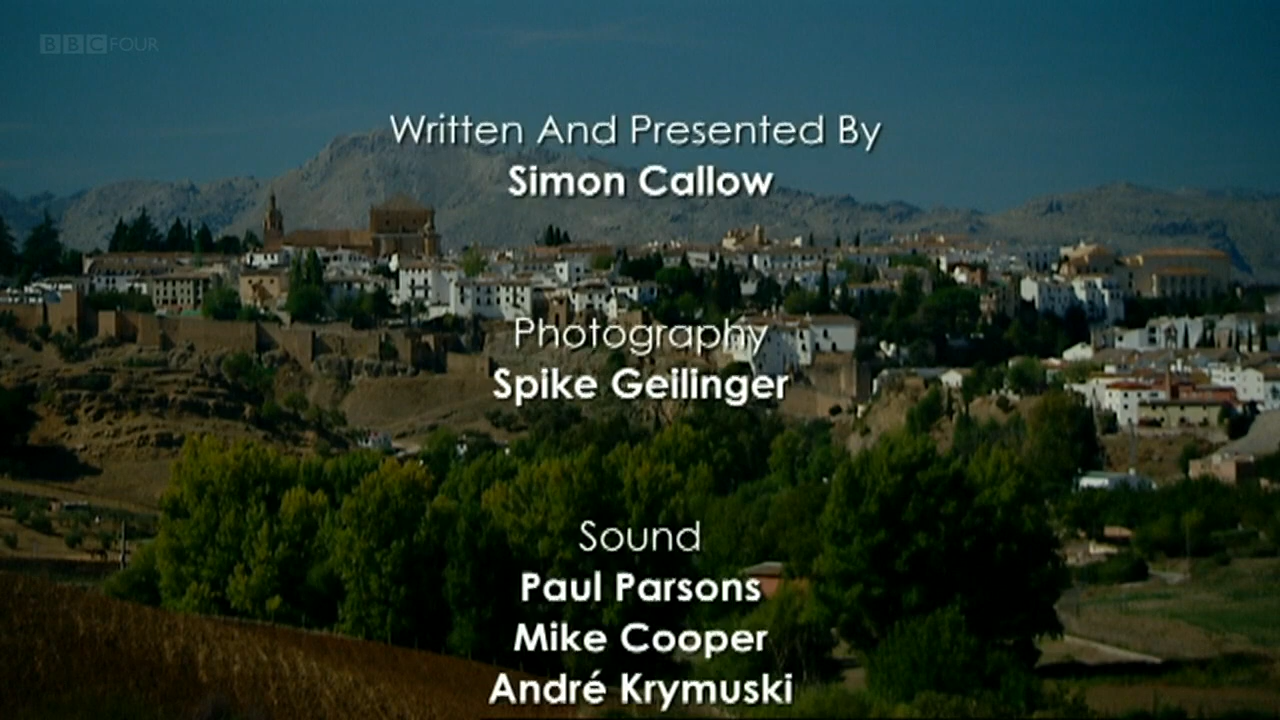 BBC FOUR
Written And Presented By
Simon Callow
Photography
Spike Geilinger
Sound
Paul Parsons
Mike Cooper
André Krymuski